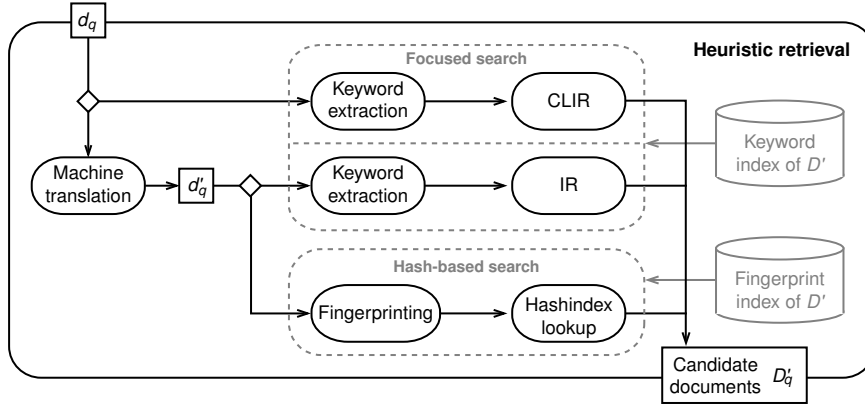 d_q
Heuristic retrieval
Focused search
Keyword
extraction
CLIR
Keyword
index of D'
Machine
translation
d'_q
Keyword
extraction
IR
Hash-based search
Fingerprint
index of D'
Fingerprinting
Hashindex
lookup
Candidate
documents D'_q